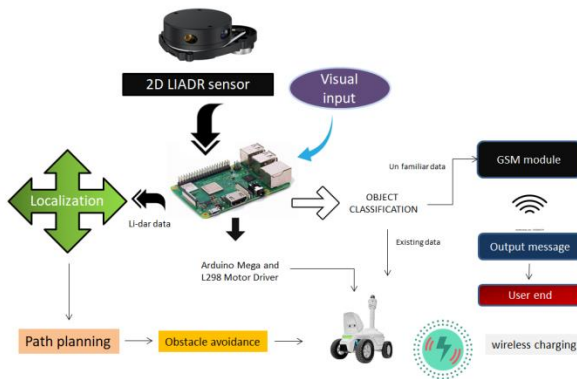 2D LIADR sensor
Visual
input
Localization
Li-dar data
OBJECT
CLASSIFICATION
Un familiar data
GSM module
Existing data
Output message
User end
Arduino Mega and
L298 Motor Driver
Path planning
Obstacle avoidance
wireless charging